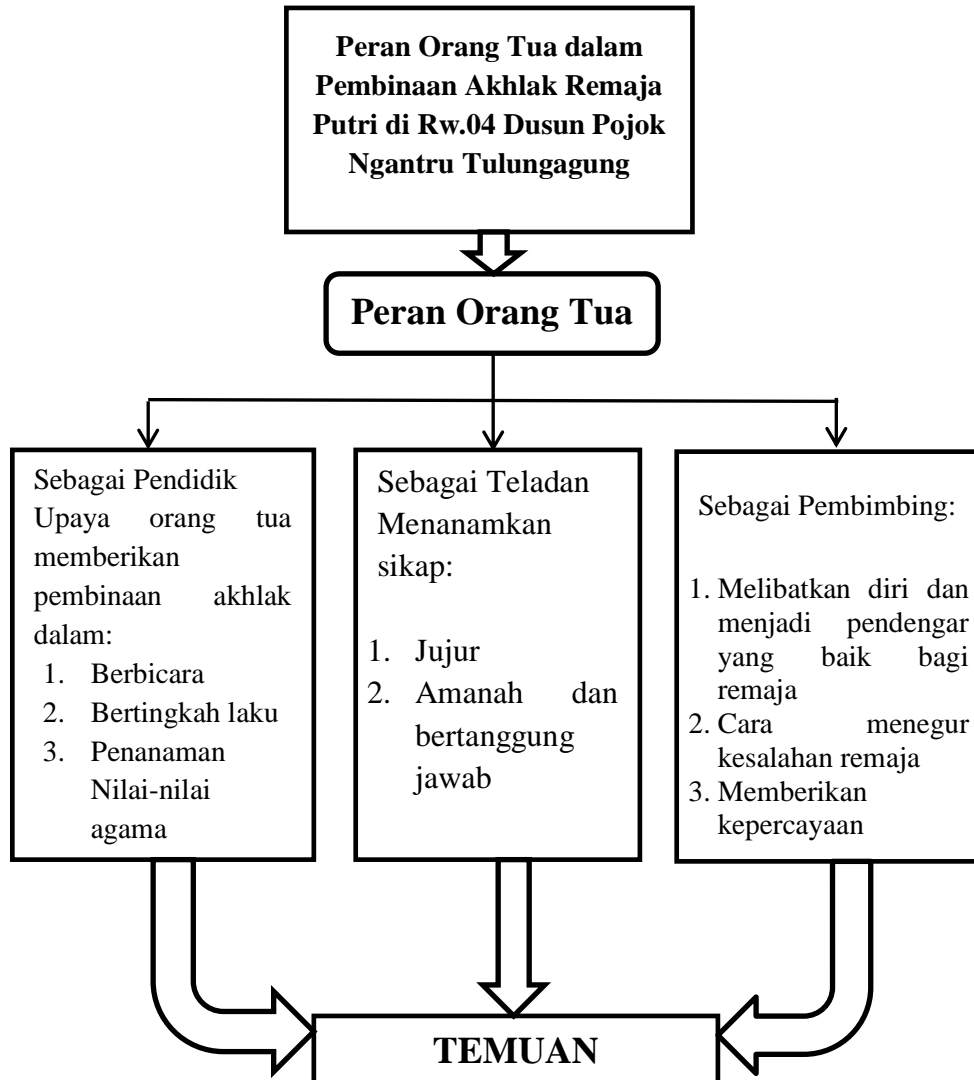 Peran Orang Tua dalam
Pembinaan Akhlak Remaja
Putri di Rw.04 Dusun Pojok
Ngantru Tulungagung
Peran Orang Tua
Sebagai Pendidik
Upaya orang tua
memberikan
pembinaan akhlak
dalam:
1. Berbicara
2. Bertingkah laku
3. Penanaman
Nilai-nilai
agama
Sebagai Teladan
Menanamkan
sikap:
1. Jujur
2. Amanah dan
bertanggung
jawab
Sebagai Pembimbing:
1. Melibatkan diri dan
menjadi pendengar
yang baik bagi
remaja
2. Cara menegur
kesalahan remaja
3. Memberikan
kepercayaan
TEMUAN